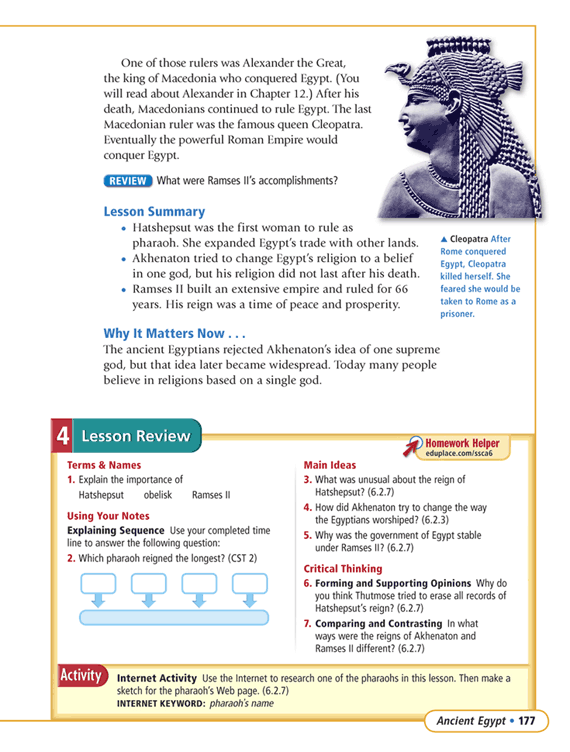 One of those rulers was Alexander the Great,
the king of Macedonia who conquered Egypt. (You
will read about Alexander in Chapter 12.) After his
death, Macedonians continued to rule Egypt. The last
Macedonian ruler was the famous queen Cleopatra.
Eventually the powerful Roman Empire would
conquer Egypt.
REVIEW What were Ramses II's accomplishments?
Lesson Summary
• Hatshepsut was the first woman to rule as
pharaoh. She expanded Egypt's trade with other lands.
• Akhenaton tried to change Egypt's religion to a belief
in one god, but his religion did not last after his death.
• Ramses II built an extensive empire and ruled for 66
years. His reign was a time of peace and prosperity.
▲ Cleopatra After
Rome conquered
Egypt, Cleopatra
killed herself. She
feared she would be
taken to Rome as a
prisoner.
Why It Matters Now . . .
The ancient Egyptians rejected Akhenaton's idea of one supreme
god, but that idea later became widespread. Today many people
believe in religions based on a single god.
4 Lesson Review
Homework Helper
eduplace.com/ssca6
Terms & Names
1. Explain the importance of
Hatshepsut obelisk Ramses II
Using Your Notes
Explaining Sequence Use your completed time
line to answer the following question:
2. Which pharaoh reigned the longest? (CST 2)
Main Ideas
3. What was unusual about the reign of
Hatshepsut? (6.2.7)
4. How did Akhenaton try to change the way
the Egyptians worshiped? (6.2.3)
5. Why was the government of Egypt stable
under Ramses II? (6.2.7)
Critical Thinking
6. Forming and Supporting Opinions Why do
you think Thutmose tried to erase all records of
Hatshepsut's reign? (6.2.7)
7. Comparing and Contrasting In what
ways were the reigns of Akhenaton and
Ramses II different? (6.2.7)
Activity
Internet Activity Use the Internet to research one of the pharaohs in this lesson. Then make a
sketch for the pharaoh's Web page. (6.2.7)
INTERNET KEYWORD: pharaoh's name
Ancient Egypt • 177